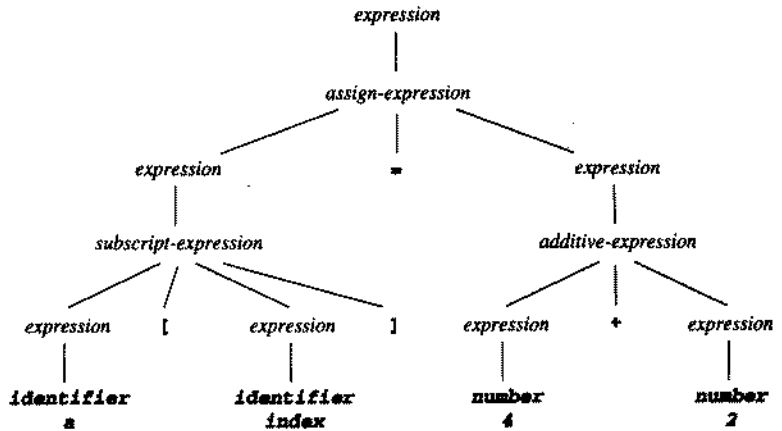 expression
assign-expression
expression = expression
subscript-expression additive-expression
expression [ expression ] expression + expression
identifier identifier number number
a index 4 2